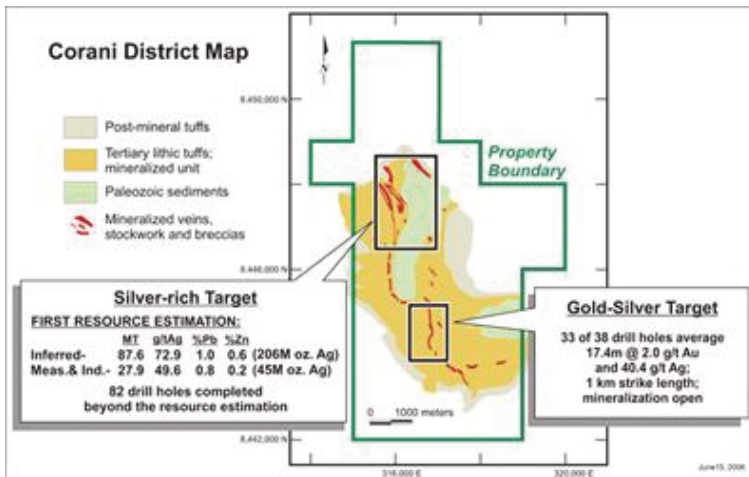 Corani District Map
N
8,450,000 N
Post-mineral tuffs
Tertiary lithic tuffs;
mineralized unit
Paleozoic sediments
Mineralized veins,
stockwork and breccias
Property
Boundary
8,446,000 N
Silver-rich Target
FIRST RESOURCE ESTIMATION:
MT g/tAg %Pb %Zn
Inferred- 87.6 72.9 1.0 0.6 (206M oz. Ag)
Meas.& Ind.- 27.9 49.6 0.8 0.2 (45M oz. Ag)
82 drill holes completed
beyond the resource estimation
Gold-Silver Target
33 of 38 drill holes average
17.4m @ 2.0 g/t Au
and 40.4 g/t Ag;
1 km strike length;
mineralization open
0 1000 meters
8,442,000 N
316,000 E
320,000 E
June15, 2006